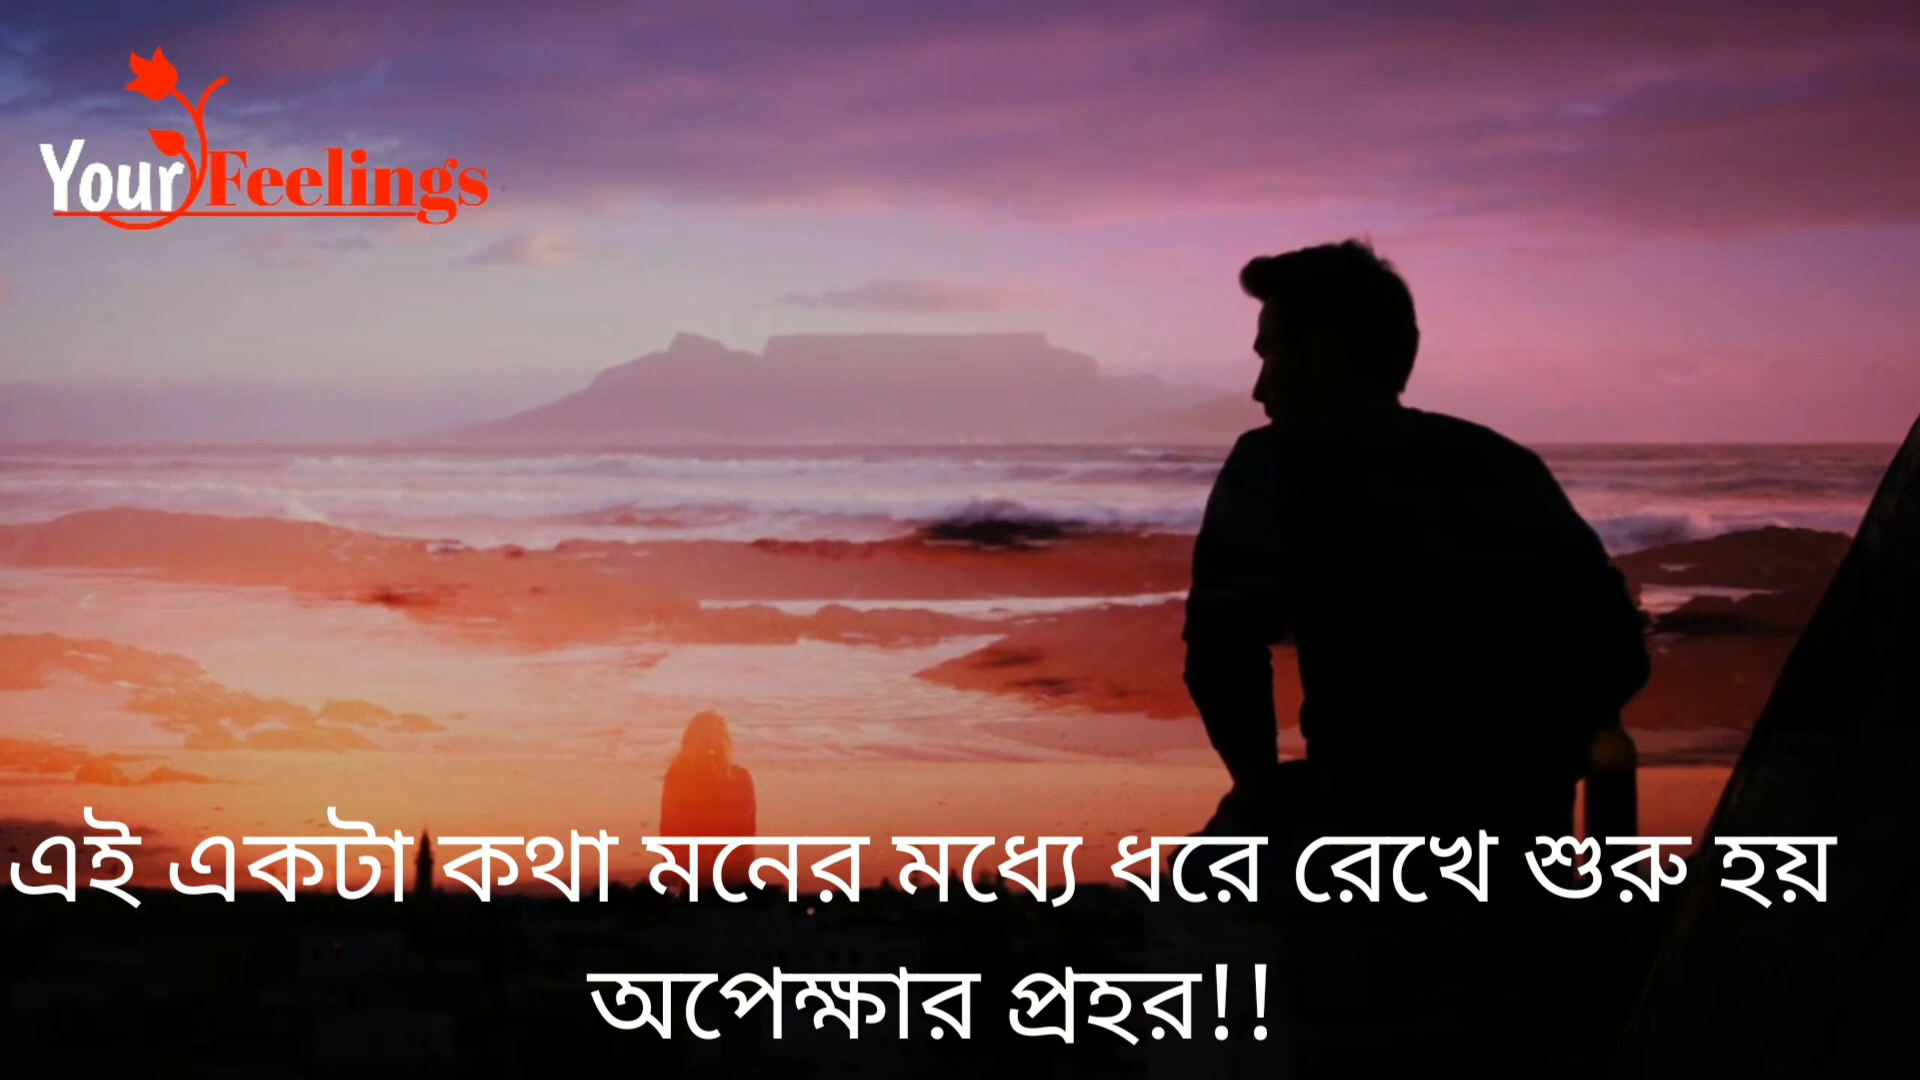 Your Feelings
এই একটা কথা মনের মধ্যে ধরে রেখে শুরু হয়
অপেক্ষার প্রহর!!